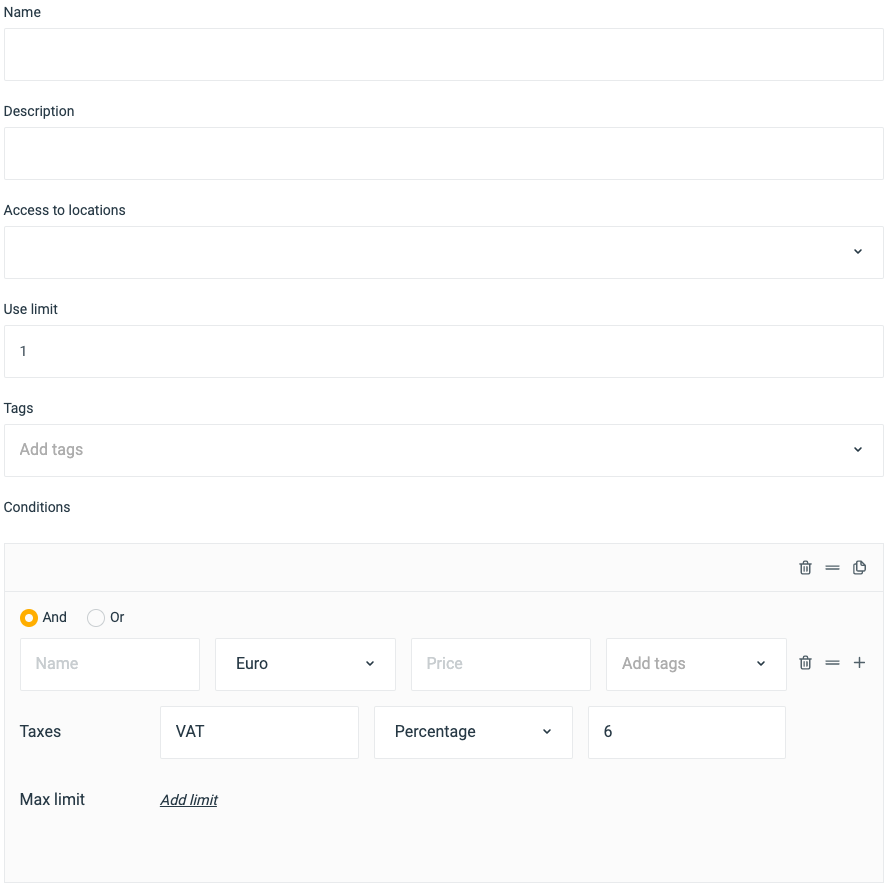 Name
Description
Access to locations
Use limit
1
Tags
Add tags
Conditions
And Or
Name Euro Price Add tags
Taxes VAT Percentage 6
Max limit Add limit